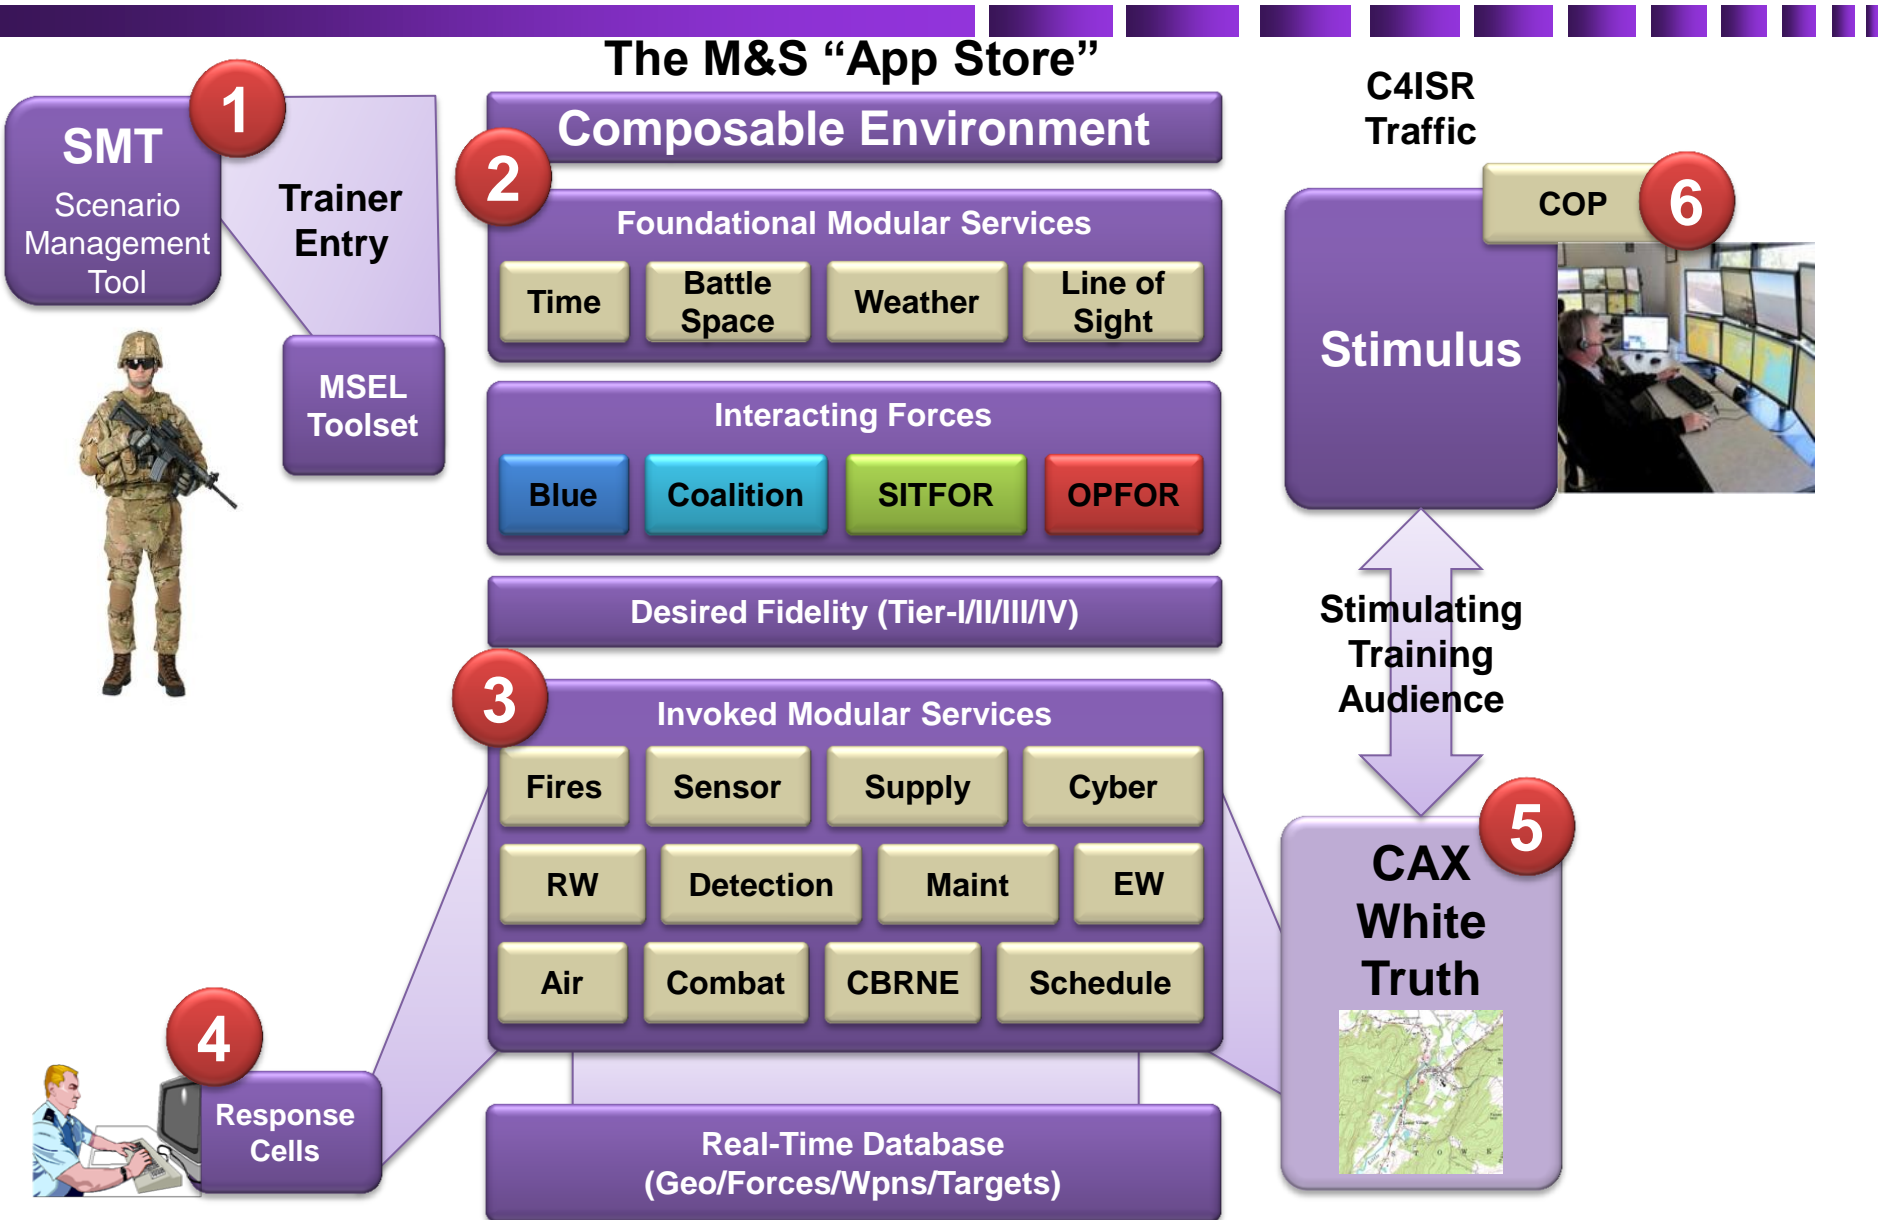 The M&S “App Store”
1
SMT
Scenario
Management
Tool
Trainer
Entry
MSEL
Toolset
Composable Environment
2
Foundational Modular Services
Time
Battle
Space
Weather
Line of
Sight
Interacting Forces
Blue
Coalition
SITFOR
OPFOR
Desired Fidelity (Tier-I/II/III/IV)
3
Invoked Modular Services
Fires
Sensor
Supply
Cyber
RW
Detection
Maint
EW
Air
Combat
CBRNE
Schedule
4
Response
Cells
Real-Time Database
(Geo/Forces/Wpns/Targets)
C4ISR
Traffic
COP
6
Stimulus
Stimulating
Training
Audience
5
CAX
White
Truth